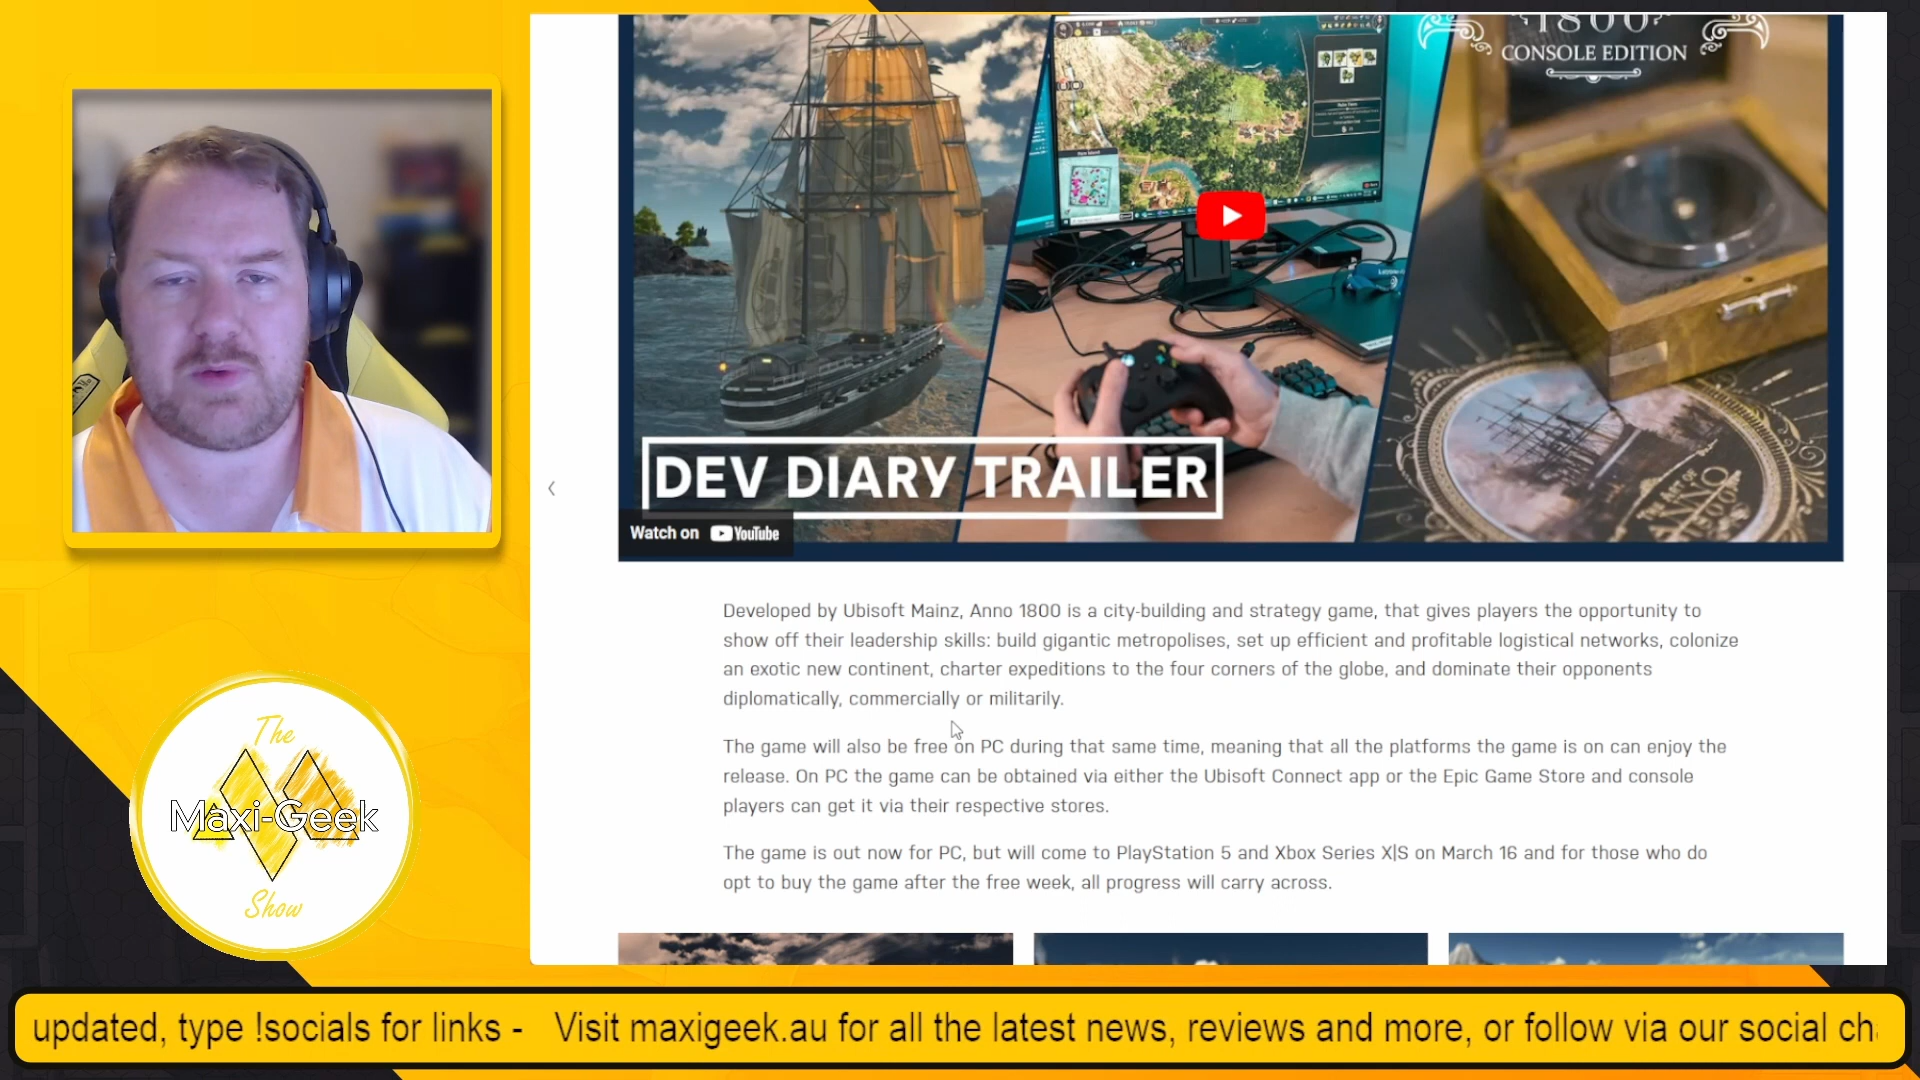 1800
CONSOLE EDITION
DEV DIARY TRAILER
Watch on YouTube
THE ART OF
ANNO
1800
Developed by Ubisoft Mainz, Anno 1800 is a city-building and strategy game, that gives players the opportunity to
show off their leadership skills: build gigantic metropolises, set up efficient and profitable logistical networks, colonize
an exotic new continent, charter expeditions to the four corners of the globe, and dominate their opponents
diplomatically, commercially or militarily.
The game will also be free on PC during that same time, meaning that all the platforms the game is on can enjoy the
release. On PC the game can be obtained via either the Ubisoft Connect app or the Epic Game Store and console
players can get it via their respective stores.
The game is out now for PC, but will come to PlayStation 5 and Xbox Series X|S on March 16 and for those who do
opt to buy the game after the free week, all progress will carry across.
The
Maxi-Geek
Show
updated, type !socials for links - Visit maxigeek.au for all the latest news, reviews and more, or follow via our social cha